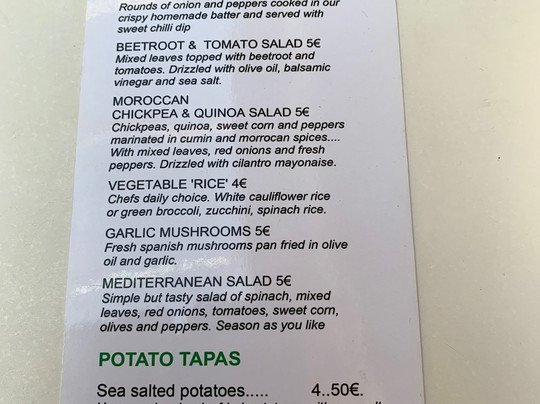 Rounds of onion and peppers cooked in our
crispy homemade batter and served with
sweet chilli dip
BEETROOT & TOMATO SALAD 5€
Mixed leaves topped with beetroot and
tomatoes. Drizzled with olive oil, balsamic
vinegar and sea salt.
MOROCCAN
CHICKPEA & QUINOA SALAD 5€
Chickpeas, quinoa, sweet corn and peppers
marinated in cumin and morrocan spices....
With mixed leaves, red onions and fresh
peppers. Drizzled with cilantro mayonaise.
VEGETABLE 'RICE' 4€
Chefs daily choice. White cauliflower rice
or green broccoli, zucchini, spinach rice.
GARLIC MUSHROOMS 5€
Fresh spanish mushrooms pan fried in olive
oil and garlic.
MEDITERRANEAN SALAD 5€
Simple but tasty salad of spinach, mixed
leaves, red onions, tomatoes, sweet corn,
olives and peppers. Season as you like
POTATO TAPAS
Sea salted potatoes..... 4..50€.